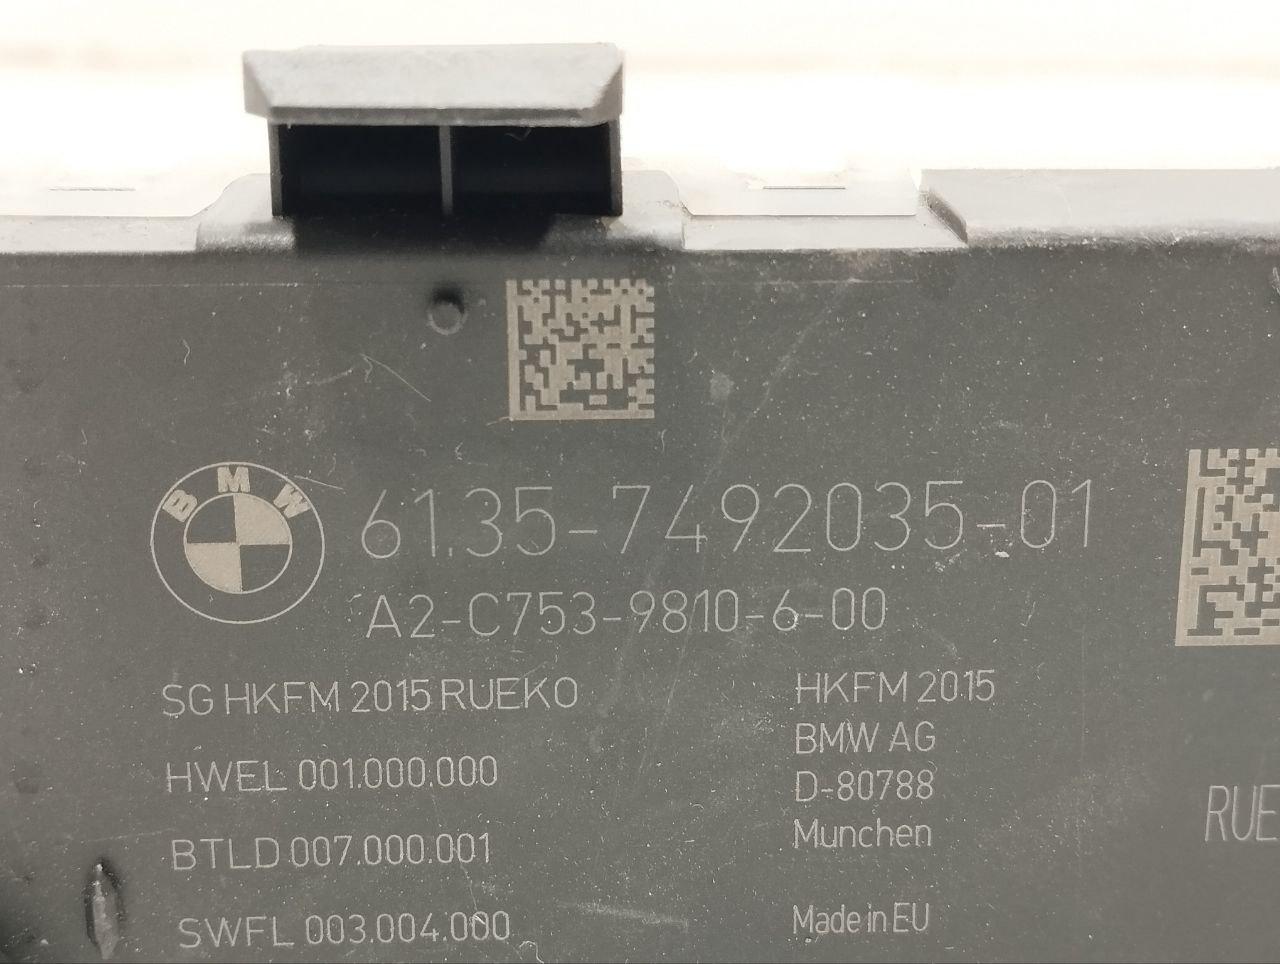 BMW
61.35-7492035-01
A2-C753-9810-6-00
SG HKFM 2015 RUEKO
HWEL 001.000.000
BTLD 007.000.001
SWFL 003.004.000
HKFM 2015
BMW AG
D-80788
Munchen
Made in EU
RUE